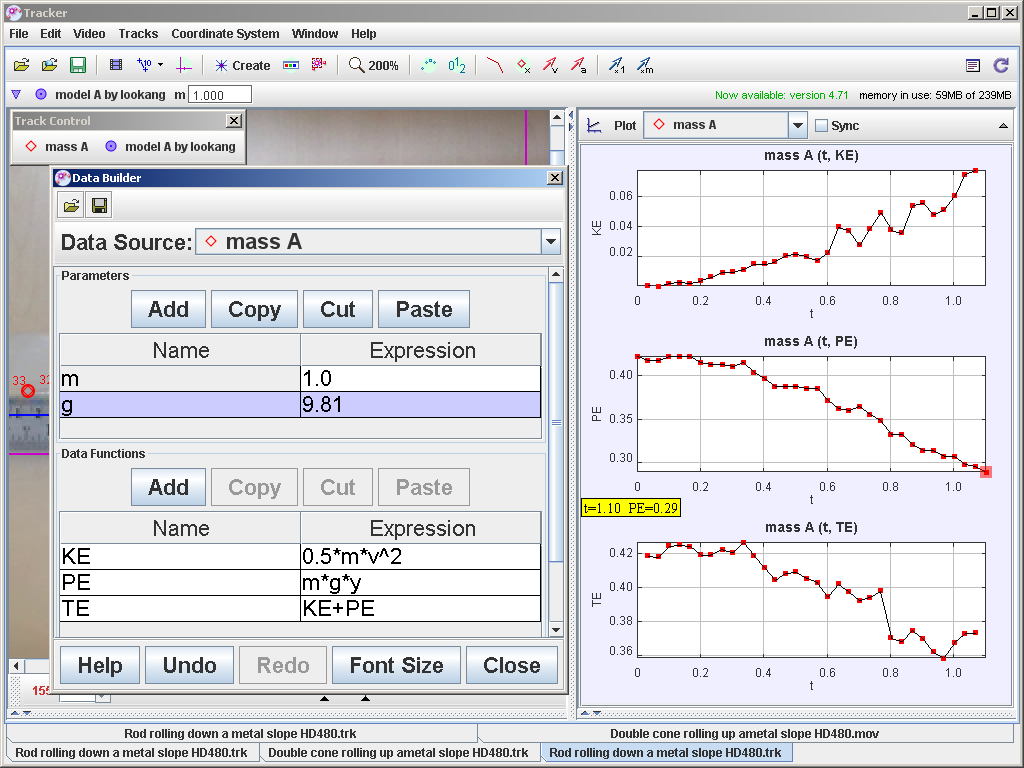 Tracker
File Edit Video Tracks Coordinate System Window Help
Create 200%
model A by lookang m 1.000 Now available: version 4.71 memory in use: 59MB of 239MB
Track Control
mass A model A by lookang
Data Builder
Data Source: mass A
Parameters
Add Copy Cut Paste
Name Expression
m 1.0
g 9.81
Data Functions
Add Copy Cut Paste
Name Expression
KE 0.5*m*v^2
PE m*g*y
TE KE+PE
Help Undo Redo Font Size Close
33
Plot mass A Sync
mass A (t, KE)
KE
0.06
0.04
0.02
0 0.2 0.4 0.6 0.8 1.0
t
mass A (t, PE)
PE
0.40
0.35
0.30
0 0.2 0.4 0.6 0.8 1.0
t
t=1.10 PE=0.29
mass A (t, TE)
TE
0.42
0.40
0.38
0.36
0 0.2 0.4 0.6 0.8 1.0
t
Rod rolling down a metal slope HD480.trk Double cone rolling up ametal slope HD480.mov
Rod rolling down a metal slope HD480.trk Double cone rolling up ametal slope HD480.trk Rod rolling down a metal slope HD480.trk